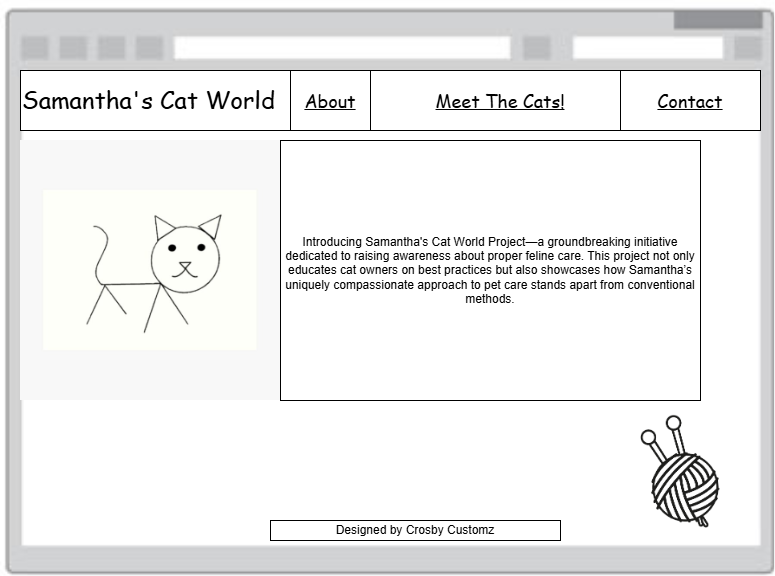 Samantha's Cat World
About
Meet The Cats!
Contact
Introducing Samantha's Cat World Project—a groundbreaking initiative
dedicated to raising awareness about proper feline care. This project not only
educates cat owners on best practices but also showcases how Samantha's
uniquely compassionate approach to pet care stands apart from conventional
methods.
Designed by Crosby Customz